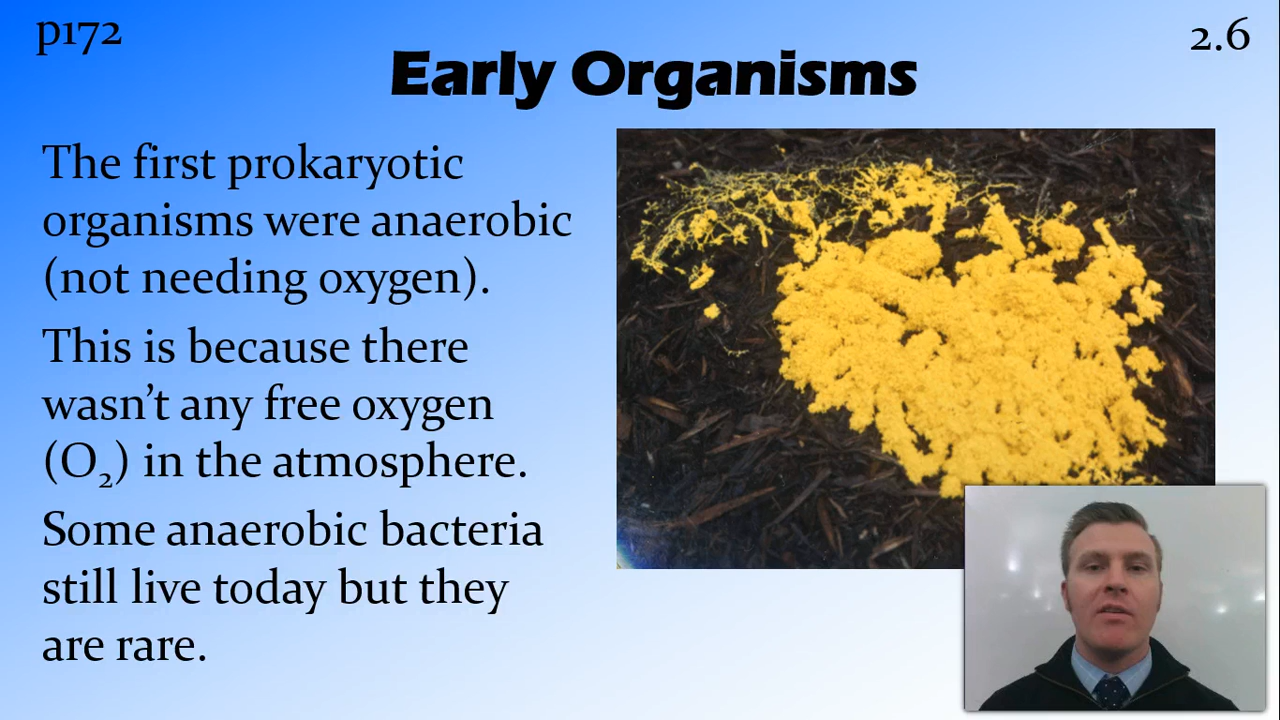 p172
2.6
Early Organisms
The first prokaryotic
organisms were anaerobic
(not needing oxygen).
This is because there
wasn't any free oxygen
(O₂) in the atmosphere.
Some anaerobic bacteria
still live today but they
are rare.